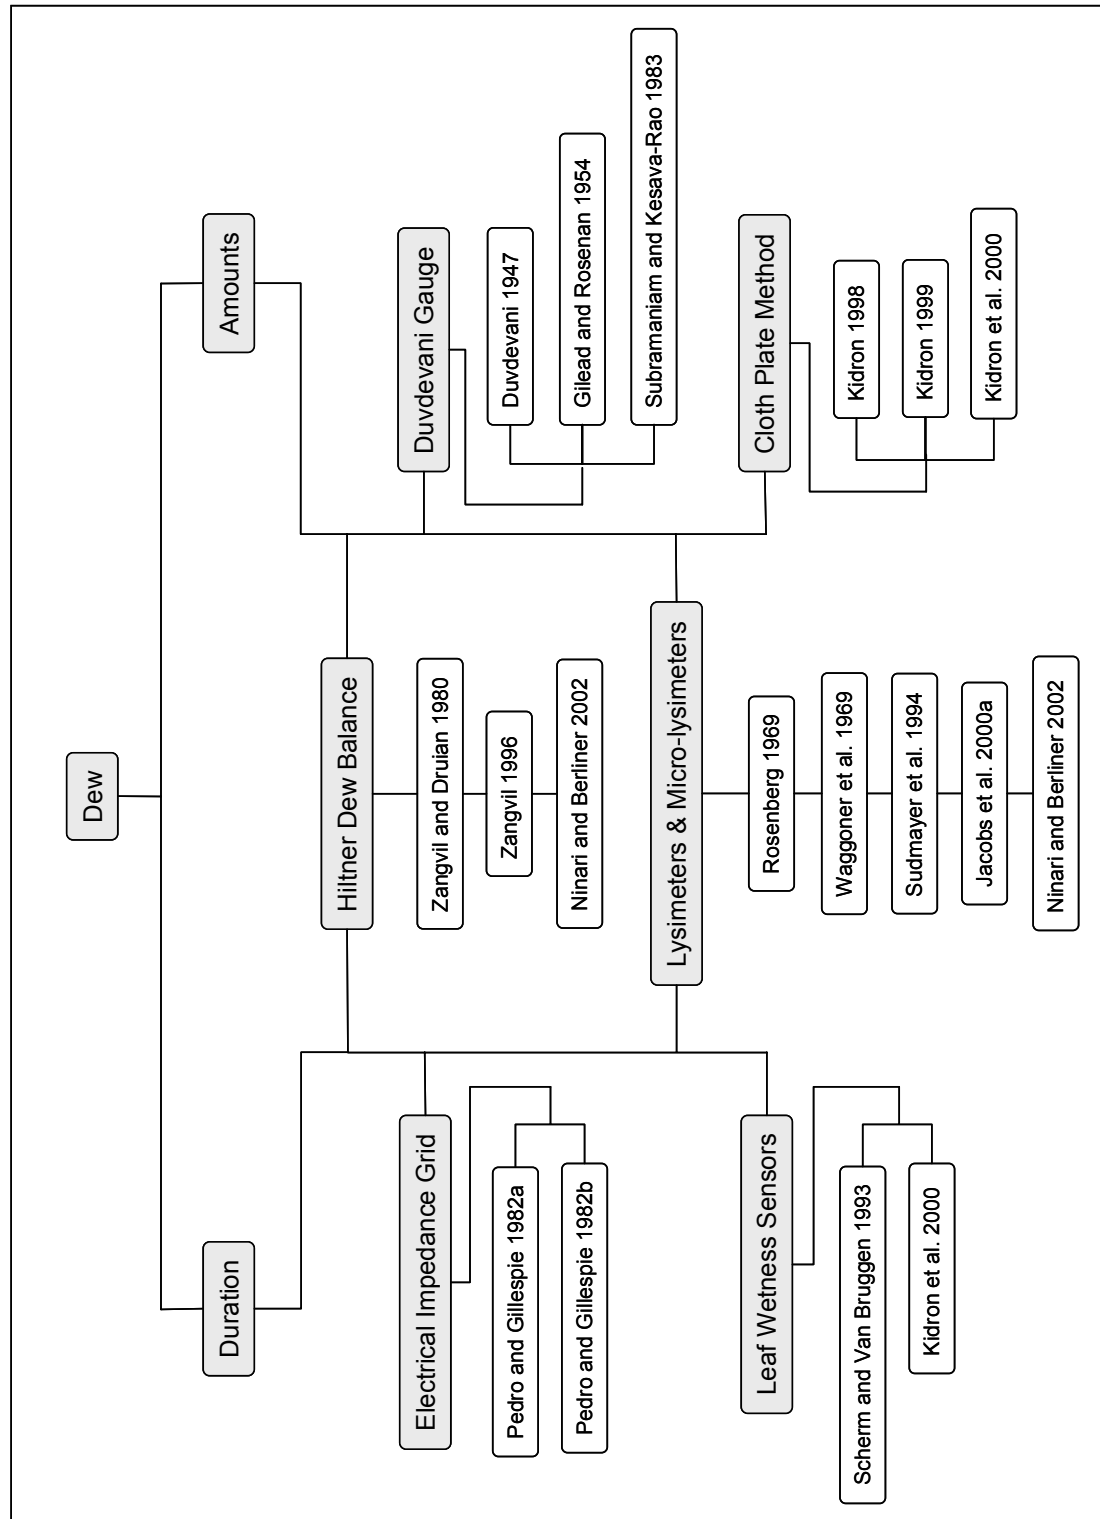 Dew
Duration
Amounts
Hiltner Dew Balance
Zangvil and Druian 1980
Zangvil 1996
Ninari and Berliner 2002
Electrical Impedance Grid
Pedro and Gillespie 1982a
Pedro and Gillespie 1982b
Duvdevani Gauge
Duvdevani 1947
Gilead and Rosenan 1954
Subramaniam and Kesava-Rao 1983
Lysimeters & Micro-lysimeters
Rosenberg 1969
Waggoner et al. 1969
Sudmayer et al. 1994
Jacobs et al. 2000a
Ninari and Berliner 2002
Leaf Wetness Sensors
Scherm and Van Bruggen 1993
Kidron et al. 2000
Cloth Plate Method
Kidron 1998
Kidron 1999
Kidron et al. 2000